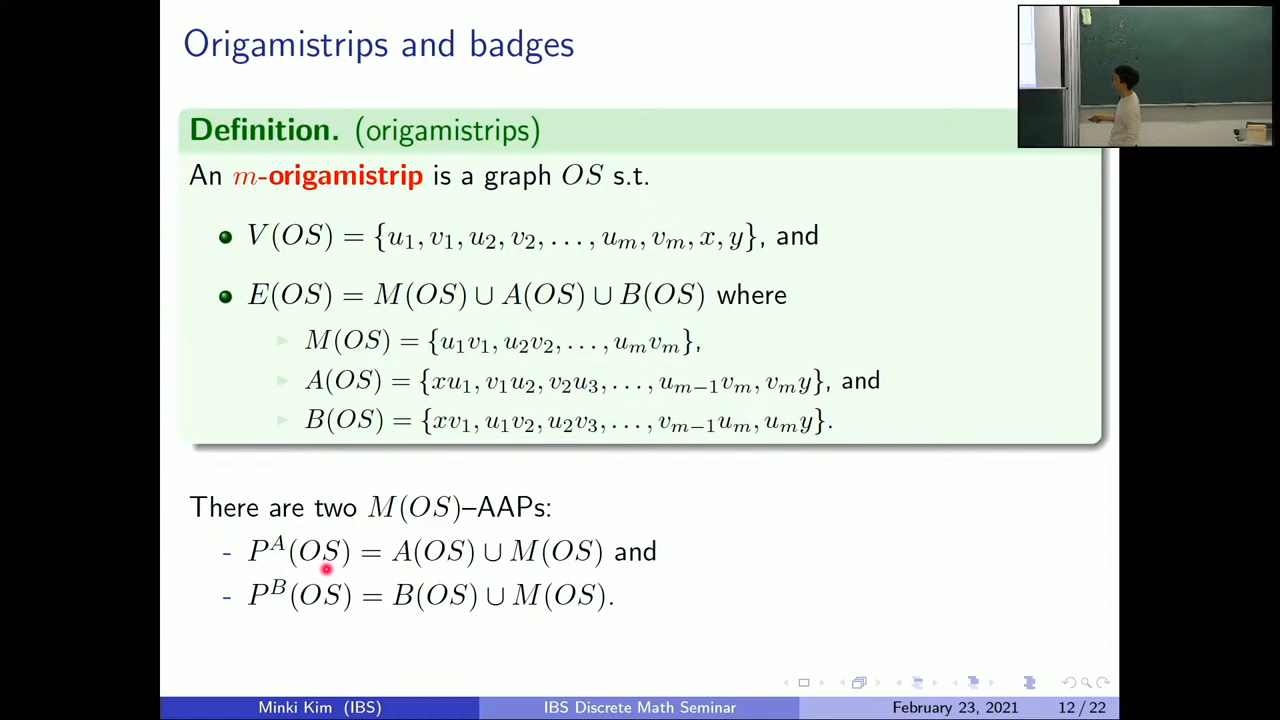 Origamistrips and badges
Definition. (origamistrips)
An m-origamistrip is a graph OS s.t.
V(OS) = {u₁, v₁, u₂, v₂, . . . , uₘ, vₘ, x, y}, and
E(OS) = M(OS) ∪ A(OS) ∪ B(OS) where
M(OS) = {u₁v₁, u₂v₂, . . . , uₘvₘ},
A(OS) = {xu₁, v₁u₂, v₂u₃, . . . , uₘ₋₁vₘ, vₘy}, and
B(OS) = {xv₁, u₁v₂, u₂v₃, . . . , vₘ₋₁uₘ, uₘy}.
There are two M(OS)–AAPs:
- Pᴬ(OS) = A(OS) ∪ M(OS) and
- Pᴮ(OS) = B(OS) ∪ M(OS).
Minki Kim (IBS) IBS Discrete Math Seminar February 23, 2021 12 / 22